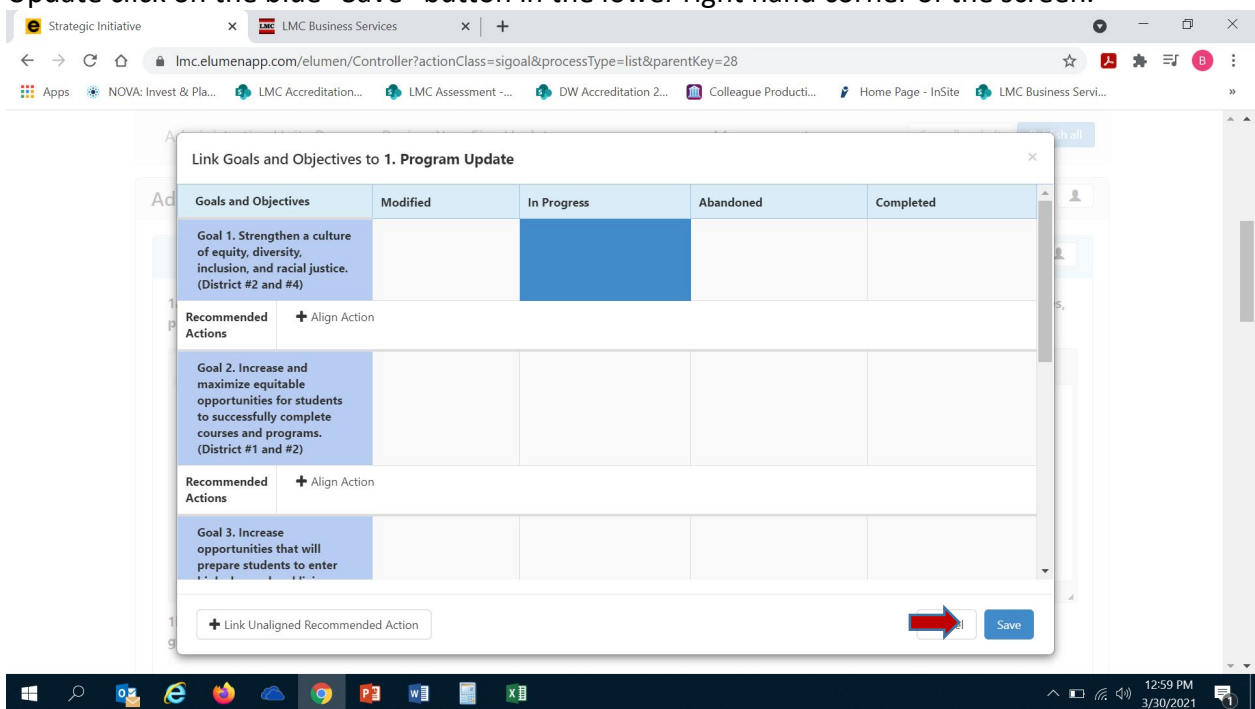 Update click on the blue "Save" button in the lower right hand corner of the screen.
Strategic Initiative
LMC LMC Business Services
lmc.elumenapp.com/elumen/Controller?actionClass=sigoal&processType=list&parentKey=28
B
Apps NOVA: Invest & Pla... LMC Accreditation... LMC Assessment -... DW Accreditation 2... Colleague Producti... Home Page - InSite LMC Business Servi... »
Link Goals and Objectives to 1. Program Update
Goals and Objectives Modified In Progress Abandoned Completed
Goal 1. Strengthen a culture
of equity, diversity,
inclusion, and racial justice.
(District #2 and #4)
Recommended
Actions
Align Action
Goal 2. Increase and
maximize equitable
opportunities for students
to successfully complete
courses and programs.
(District #1 and #2)
Recommended
Actions
Align Action
Goal 3. Increase
opportunities that will
prepare students to enter
Link Unaligned Recommended Action
Save
12:59 PM
3/30/2021